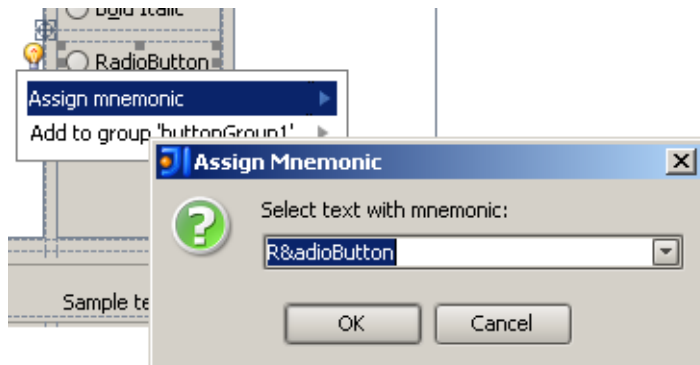 Bold Italic
RadioButton
Assign mnemonic
Add to group 'buttonGroup1'
Assign Mnemonic
Select text with mnemonic:
R&adioButton
Sample te
OK
Cancel